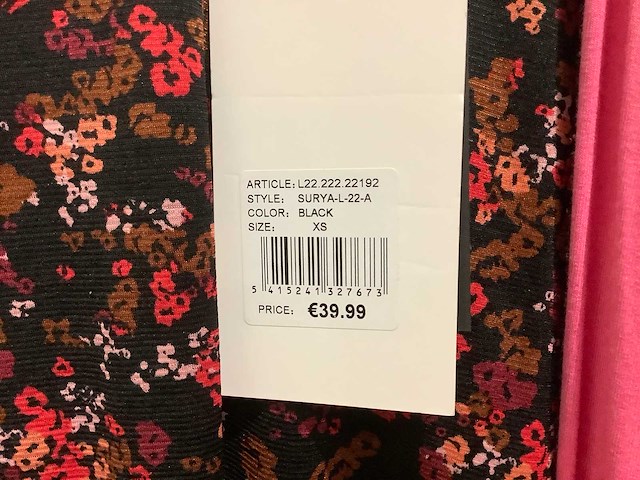 ARTICLE: L22.222.22192
STYLE: SURYA-L-22-A
COLOR: BLACK
SIZE: XS
5 415241 327673
PRICE: €39.99